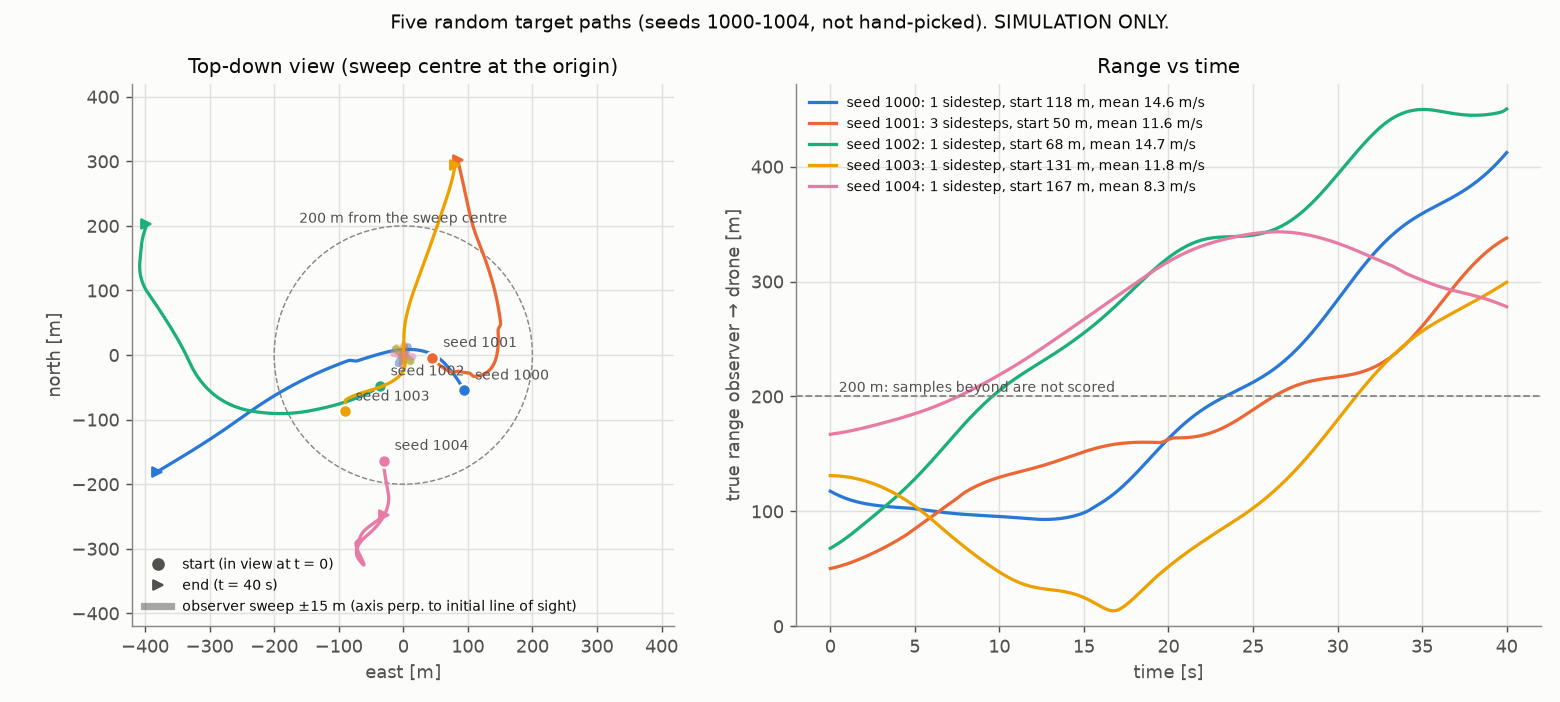 Five random target paths (seeds 1000-1004, not hand-picked). SIMULATION ONLY.
Top-down view (sweep centre at the origin)
400
300
200
100
0
−100
−200
−300
−400
north [m]
200 m from the sweep centre
seed 1001
seed 1002
seed 1000
seed 1003
seed 1004
start (in view at t = 0)
end (t = 40 s)
observer sweep ±15 m (axis perp. to initial line of sight)
−400 −300 −200 −100 0 100 200 300 400
east [m]
Range vs time
seed 1000: 1 sidestep, start 118 m, mean 14.6 m/s
seed 1001: 3 sidesteps, start 50 m, mean 11.6 m/s
seed 1002: 1 sidestep, start 68 m, mean 14.7 m/s
seed 1003: 1 sidestep, start 131 m, mean 11.8 m/s
seed 1004: 1 sidestep, start 167 m, mean 8.3 m/s
400
300
200
100
0
true range observer → drone [m]
200 m: samples beyond are not scored
0 5 10 15 20 25 30 35 40
time [s]